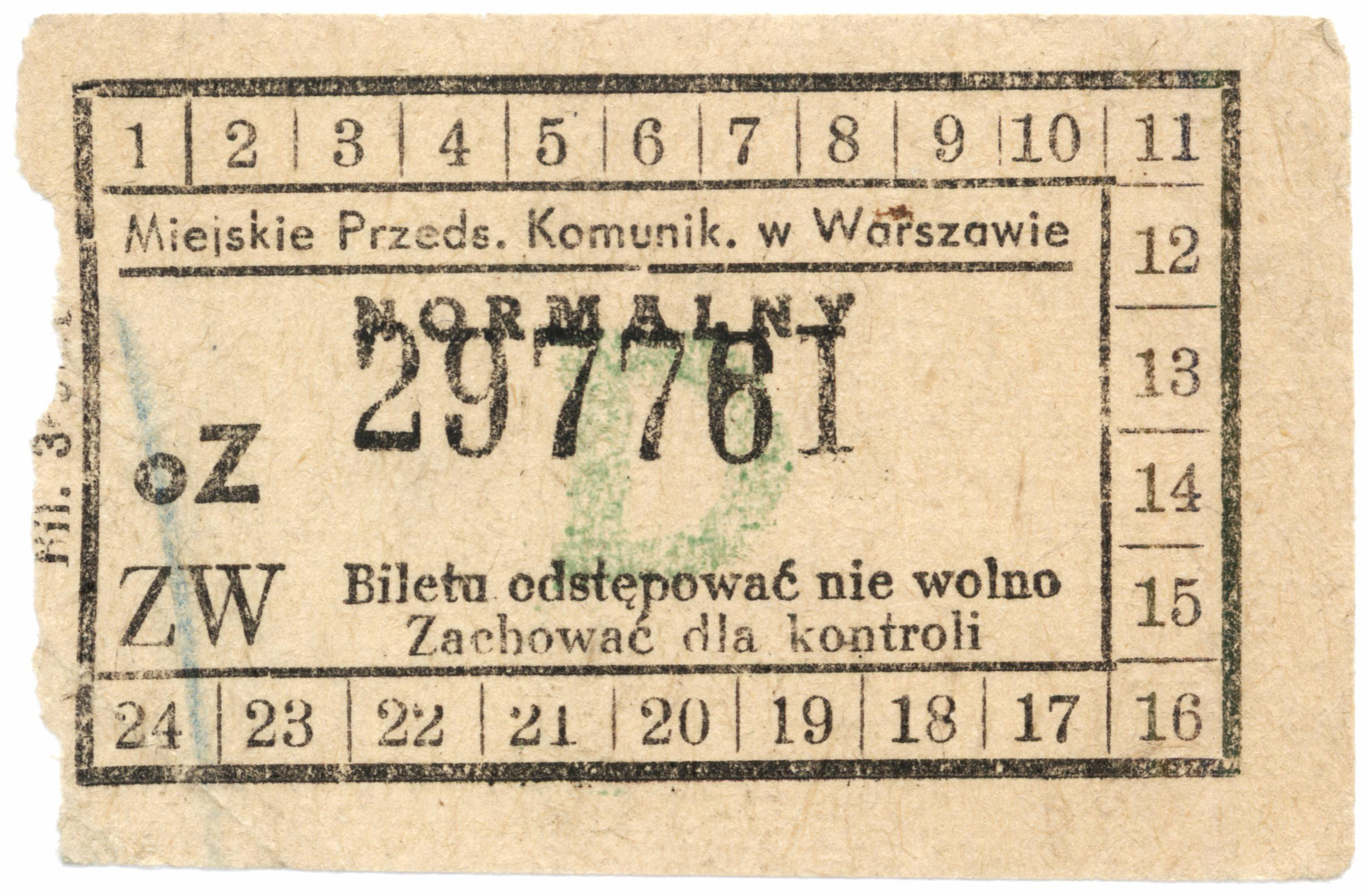 1 2 3 4 5 6 7 8 9 10 11
Miejskie Przeds. Komunik. w Warszawie
12
NORMALNY
297761
13
D
oZ
14
ZW
Biletu odstępować nie wolno
15
Zachować dla kontroli
24 23 22 21 20 19 18 17 16